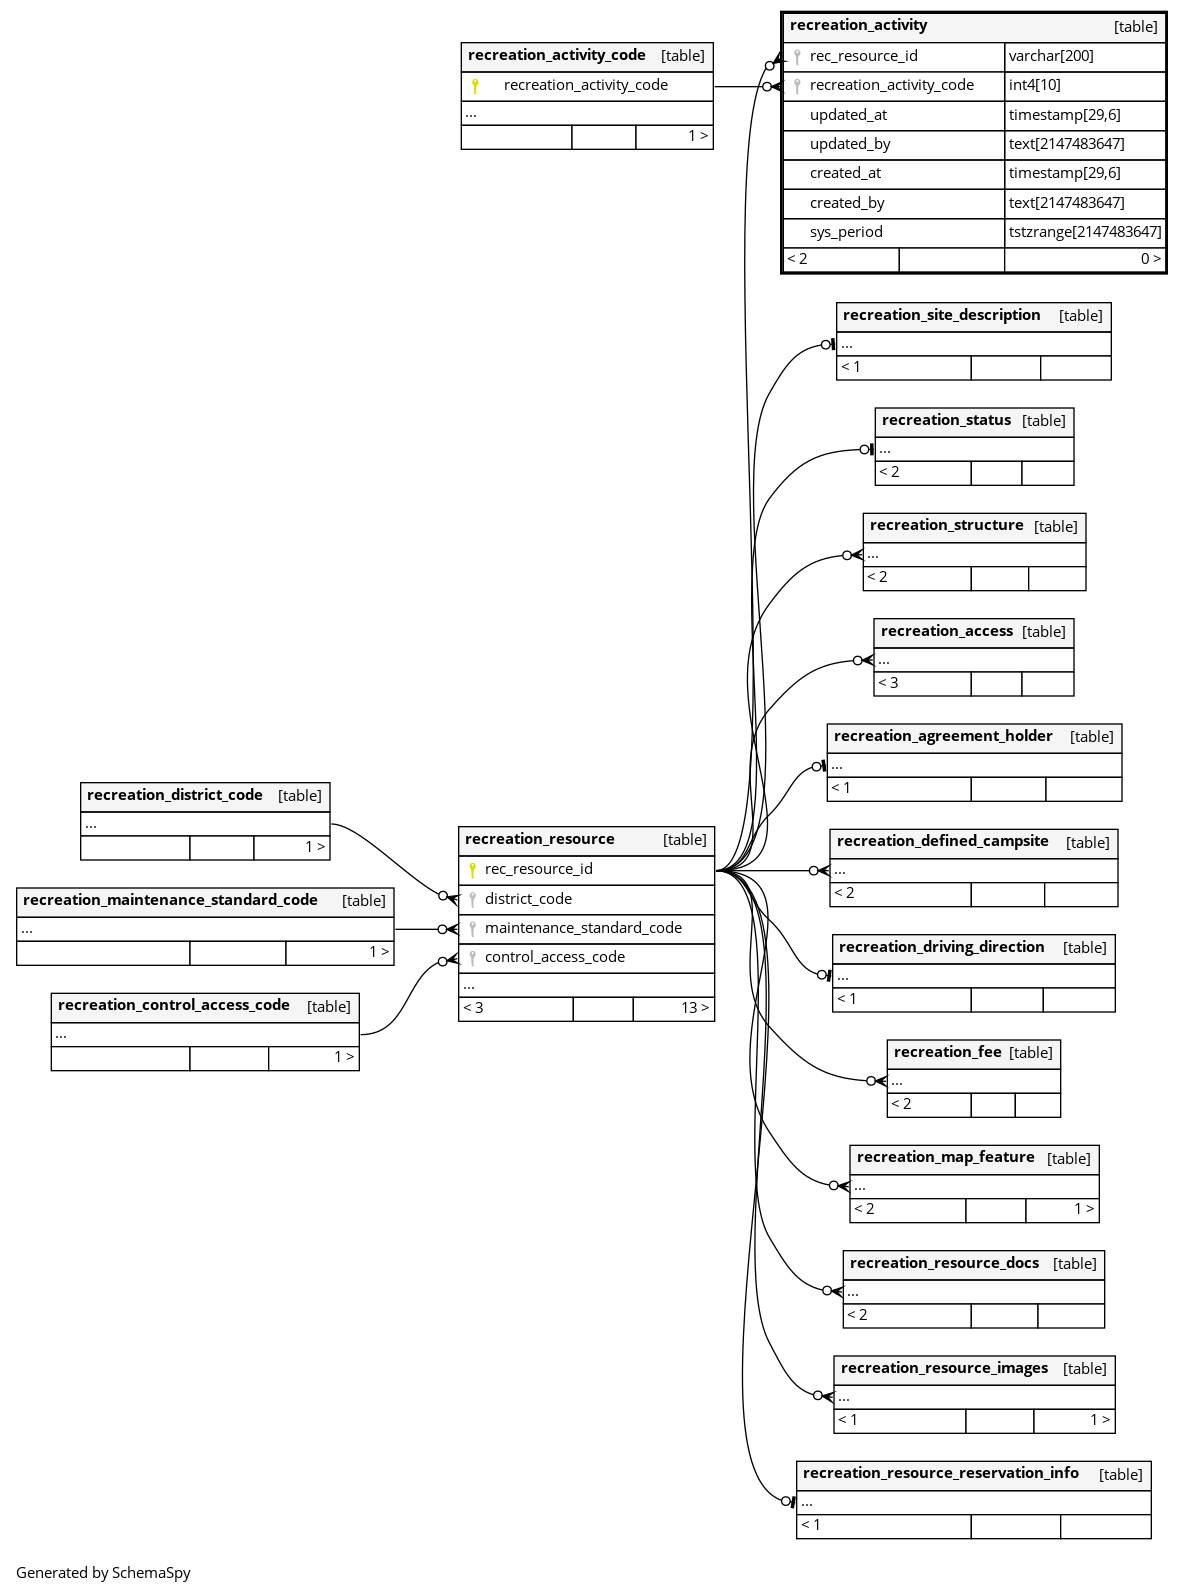 recreation_activity [table]
rec_resource_id varchar[200]
recreation_activity_code int4[10]
updated_at timestamp[29,6]
updated_by text[2147483647]
created_at timestamp[29,6]
created_by text[2147483647]
sys_period tstzrange[2147483647]
< 2 0 >
recreation_activity_code [table]
recreation_activity_code
...
1 >
recreation_site_description [table]
...
< 1
recreation_status [table]
...
< 2
recreation_structure [table]
...
< 2
recreation_access [table]
...
< 3
recreation_agreement_holder [table]
...
< 1
recreation_district_code [table]
...
1 >
recreation_maintenance_standard_code [table]
...
1 >
recreation_control_access_code [table]
...
1 >
recreation_resource [table]
rec_resource_id
district_code
maintenance_standard_code
control_access_code
...
< 3 13 >
recreation_defined_campsite [table]
...
< 2
recreation_driving_direction [table]
...
< 1
recreation_fee [table]
...
< 2
recreation_map_feature [table]
...
< 2 1 >
recreation_resource_docs [table]
...
< 2
recreation_resource_images [table]
...
< 1 1 >
recreation_resource_reservation_info [table]
...
< 1
Generated by SchemaSpy